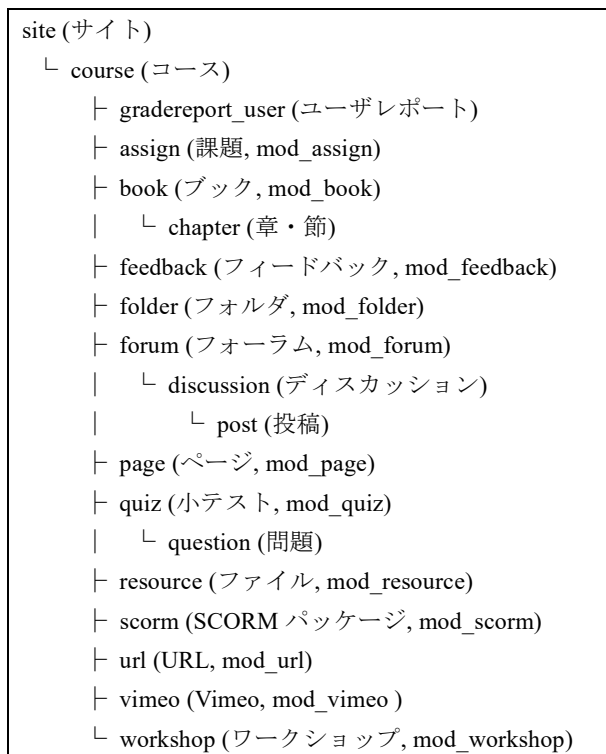 site (サイト)
└ course (コース)
├ gradereport_user (ユーザレポート)
├ assign (課題, mod_assign)
├ book (ブック, mod_book)
│ └ chapter (章・節)
├ feedback (フィードバック, mod_feedback)
├ folder (フォルダ, mod_folder)
├ forum (フォーラム, mod_forum)
│ └ discussion (ディスカッション)
│ └ post (投稿)
├ page (ページ, mod_page)
├ quiz (小テスト, mod_quiz)
│ └ question (問題)
├ resource (ファイル, mod_resource)
├ scorm (SCORM パッケージ, mod_scorm)
├ url (URL, mod_url)
├ vimeo (Vimeo, mod_vimeo )
└ workshop (ワークショップ, mod_workshop)